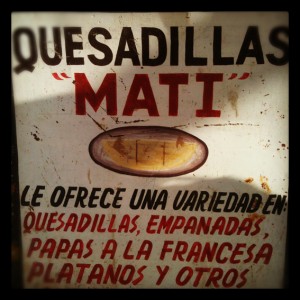 QUESADILLAS
"MATI"
LE OFRECE UNA VARIEDAD EN:
QUESADILLAS, EMPANADAS,
PAPAS A LA FRANCESA
PLATANOS Y OTROS